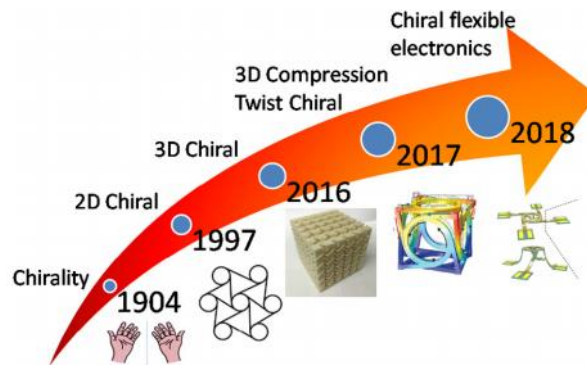 Chiral flexible
electronics
3D Compression
Twist Chiral
2018
3D Chiral
2017
2D Chiral
2016
1997
Chirality
1904